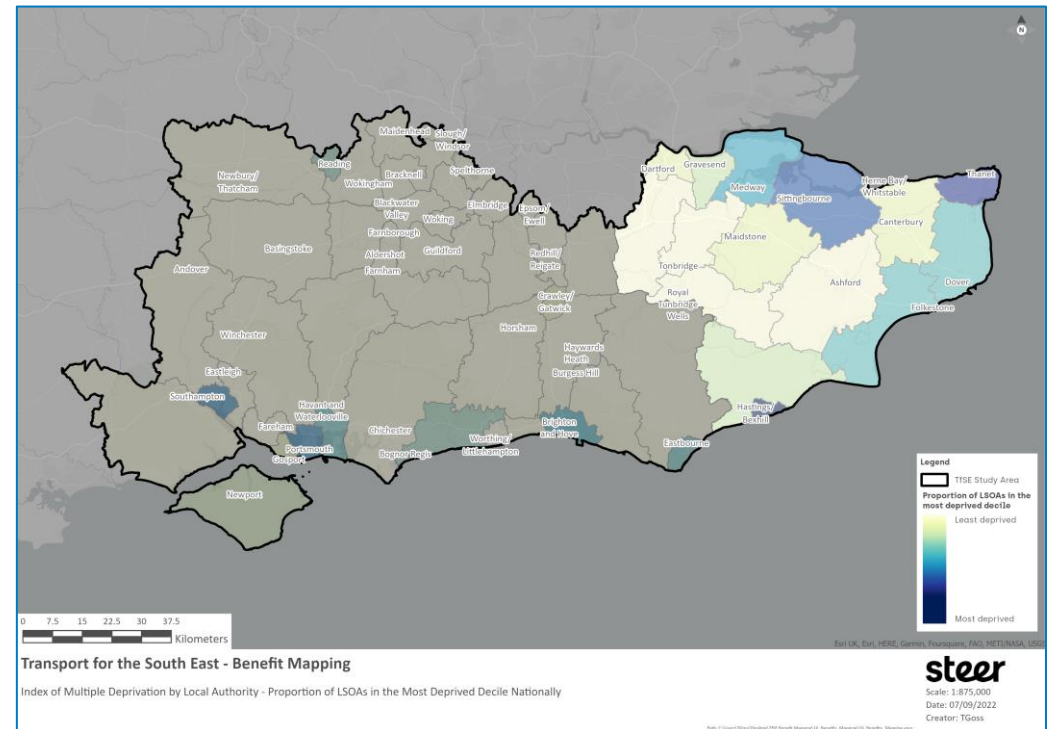 N
Maidenhead
Slough/
Windsor
Reading
Newbury/
Thatcham
Wokingham
Bracknell
Spelthorne
Dartford
Gravesend
Medway
Sittingbourne
Herne Bay/
Whitstable
Thanet
Canterbury
Blackwater
Valley
Woking
Elmbridge
Epsom/
Ewell
Farnborough
Basingstoke
Aldershot
Guildford
Farnham
Redhill/
Reigate
Maidstone
Andover
Tonbridge
Ashford
Dover
Royal
Tunbridge
Wells
Folkestone
Crawley/
Gatwick
Winchester
Horsham
Haywards
Heath
Burgess Hill
Eastleigh
Southampton
Havant and
Waterlooville
Fareham
Portsmouth
Gosport
Chichester
Bognor Regis
Worthing/
Littlehampton
Brighton
and Hove
Eastbourne
Hastings/
Bexhill
Newport
Legend
TfSE Study Area
Proportion of LSOAs in the
most deprived decile
Least deprived
Most deprived
0 7.5 15 22.5 30 37.5
Kilometers
Esri UK, Esri, HERE, Garmin, Foursquare, FAO, METI/NASA, USGS
Transport for the South East - Benefit Mapping
Index of Multiple Deprivation by Local Authority - Proportion of LSOAs in the Most Deprived Decile Nationally
steer
Scale: 1:875,000
Date: 07/09/2022
Creator: TGoss